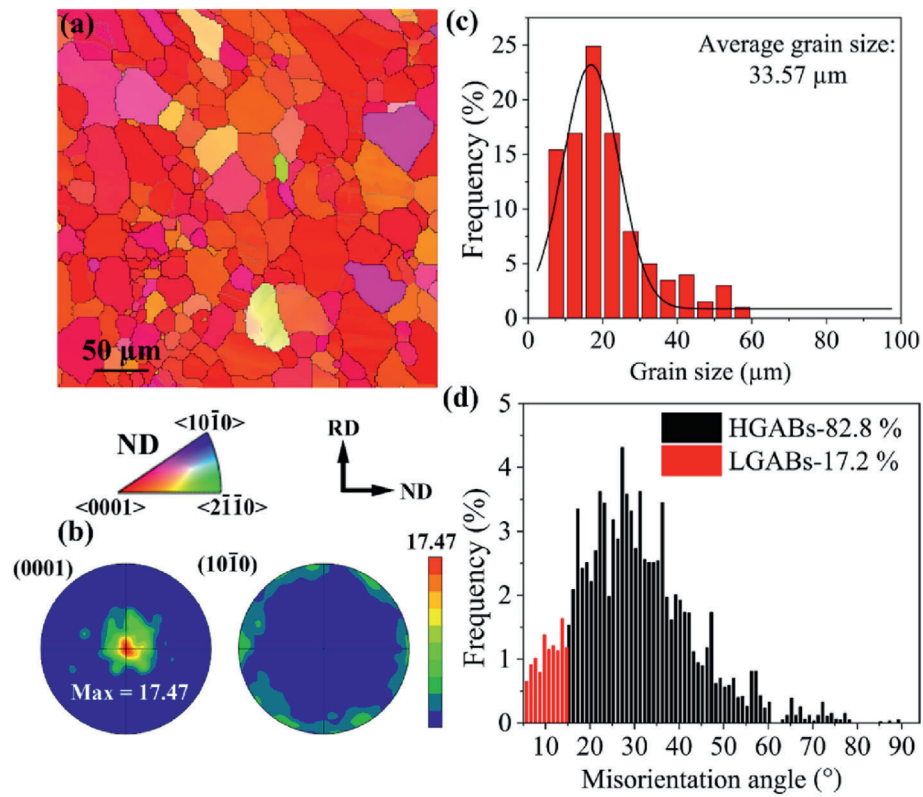 (a)
50 μm
ND
<101̄0>
<0001>
<21̄1̄0>
RD
ND
(b)
(0001)
Max = 17.47
(101̄0)
17.47
(c)
Average grain size:
33.57 μm
Frequency (%)
25
20
15
10
5
0
0 20 40 60 80 100
Grain size (μm)
(d)
HGABs-82.8 %
LGABs-17.2 %
Frequency (%)
5
4
3
2
1
0
10 20 30 40 50 60 70 80 90
Misorientation angle (°)